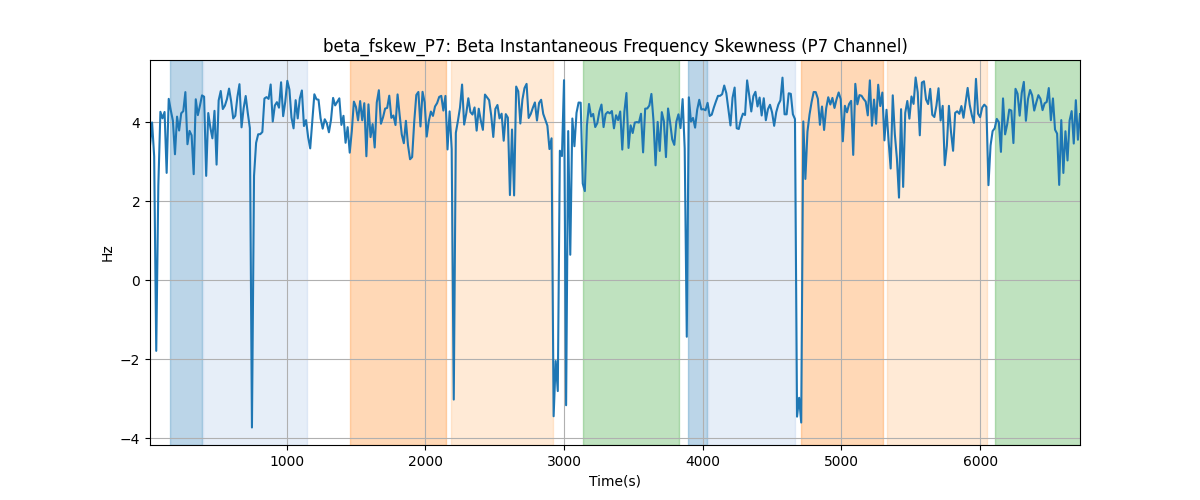 beta_fskew_P7: Beta Instantaneous Frequency Skewness (P7 Channel)
4
2
0
−2
−4
Hz
1000 2000 3000 4000 5000 6000
Time(s)